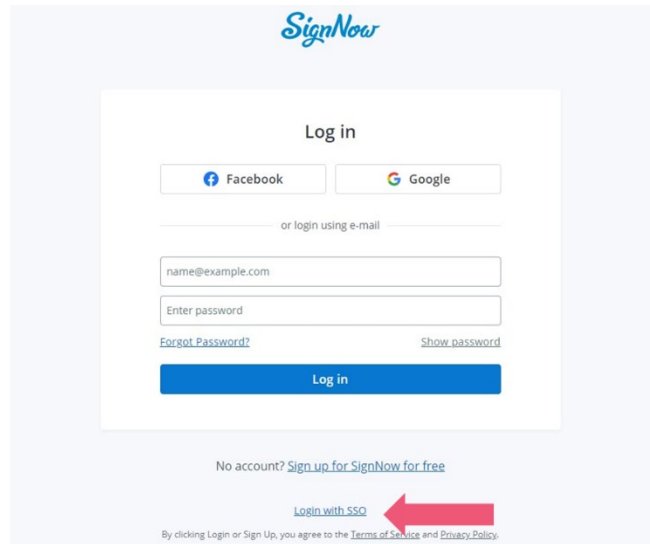 SignNow
Log in
Facebook
Google
or login using e-mail
name@example.com
Enter password
Forgot Password?
Show password
Log in
No account? Sign up for SignNow for free
Login with SSO
By clicking Login or Sign Up, you agree to the Terms of Service and Privacy Policy.